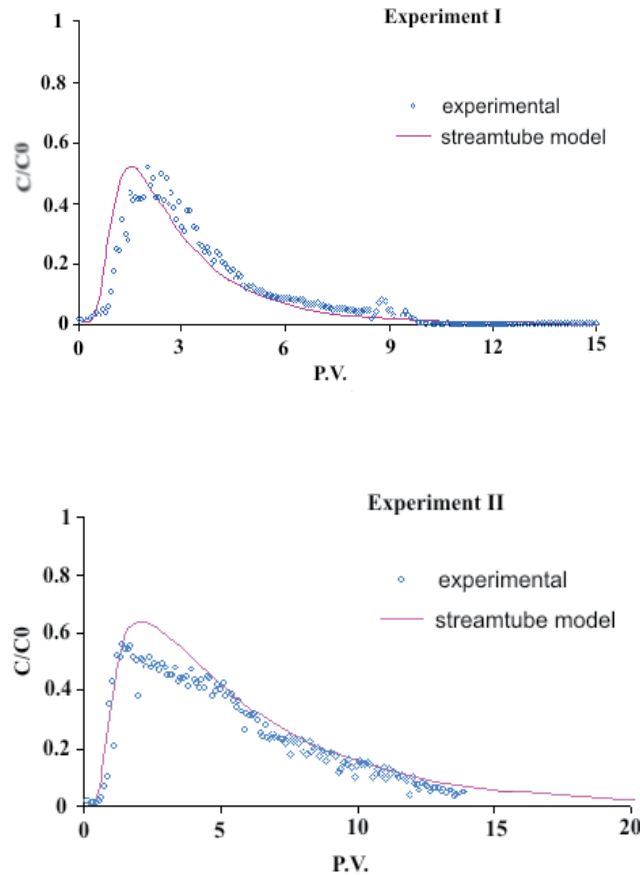 Experiment I
1
experimental
0.8
streamtube model
0.6
C/C0
0.4
0.2
0
0 3 6 9 12 15
P.V.
Experiment II
1
experimental
0.8
streamtube model
0.6
C/C0
0.4
0.2
0
0 5 10 15 20
P.V.